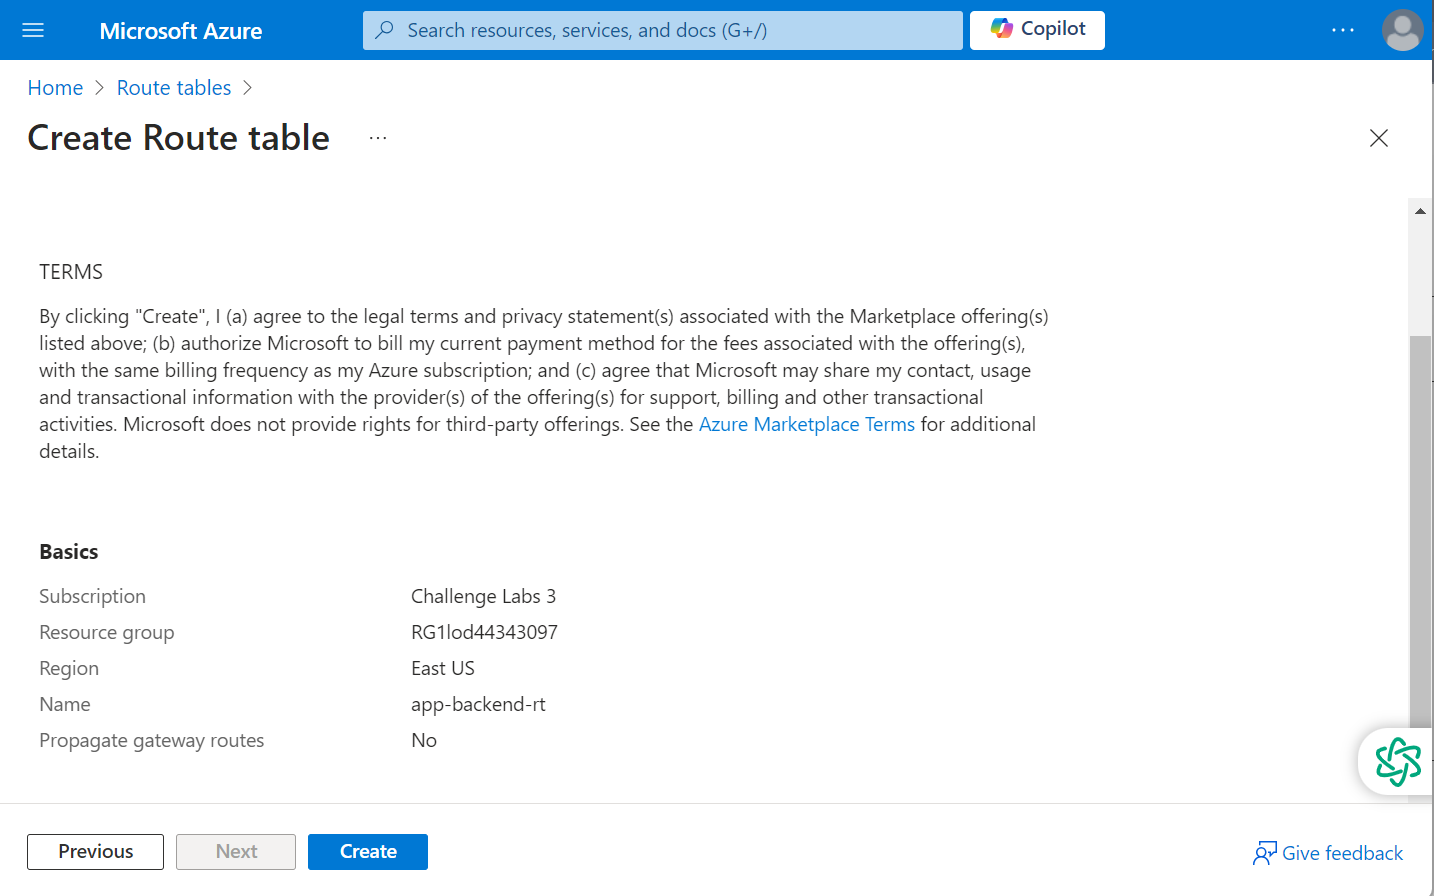 Microsoft Azure
Search resources, services, and docs (G+/)
Copilot
Home > Route tables >
Create Route table ...
TERMS
By clicking "Create", I (a) agree to the legal terms and privacy statement(s) associated with the Marketplace offering(s)
listed above; (b) authorize Microsoft to bill my current payment method for the fees associated with the offering(s),
with the same billing frequency as my Azure subscription; and (c) agree that Microsoft may share my contact, usage
and transactional information with the provider(s) of the offering(s) for support, billing and other transactional
activities. Microsoft does not provide rights for third-party offerings. See the Azure Marketplace Terms for additional
details.
Basics
Subscription Challenge Labs 3
Resource group RG1lod44343097
Region East US
Name app-backend-rt
Propagate gateway routes No
Previous Next Create Give feedback